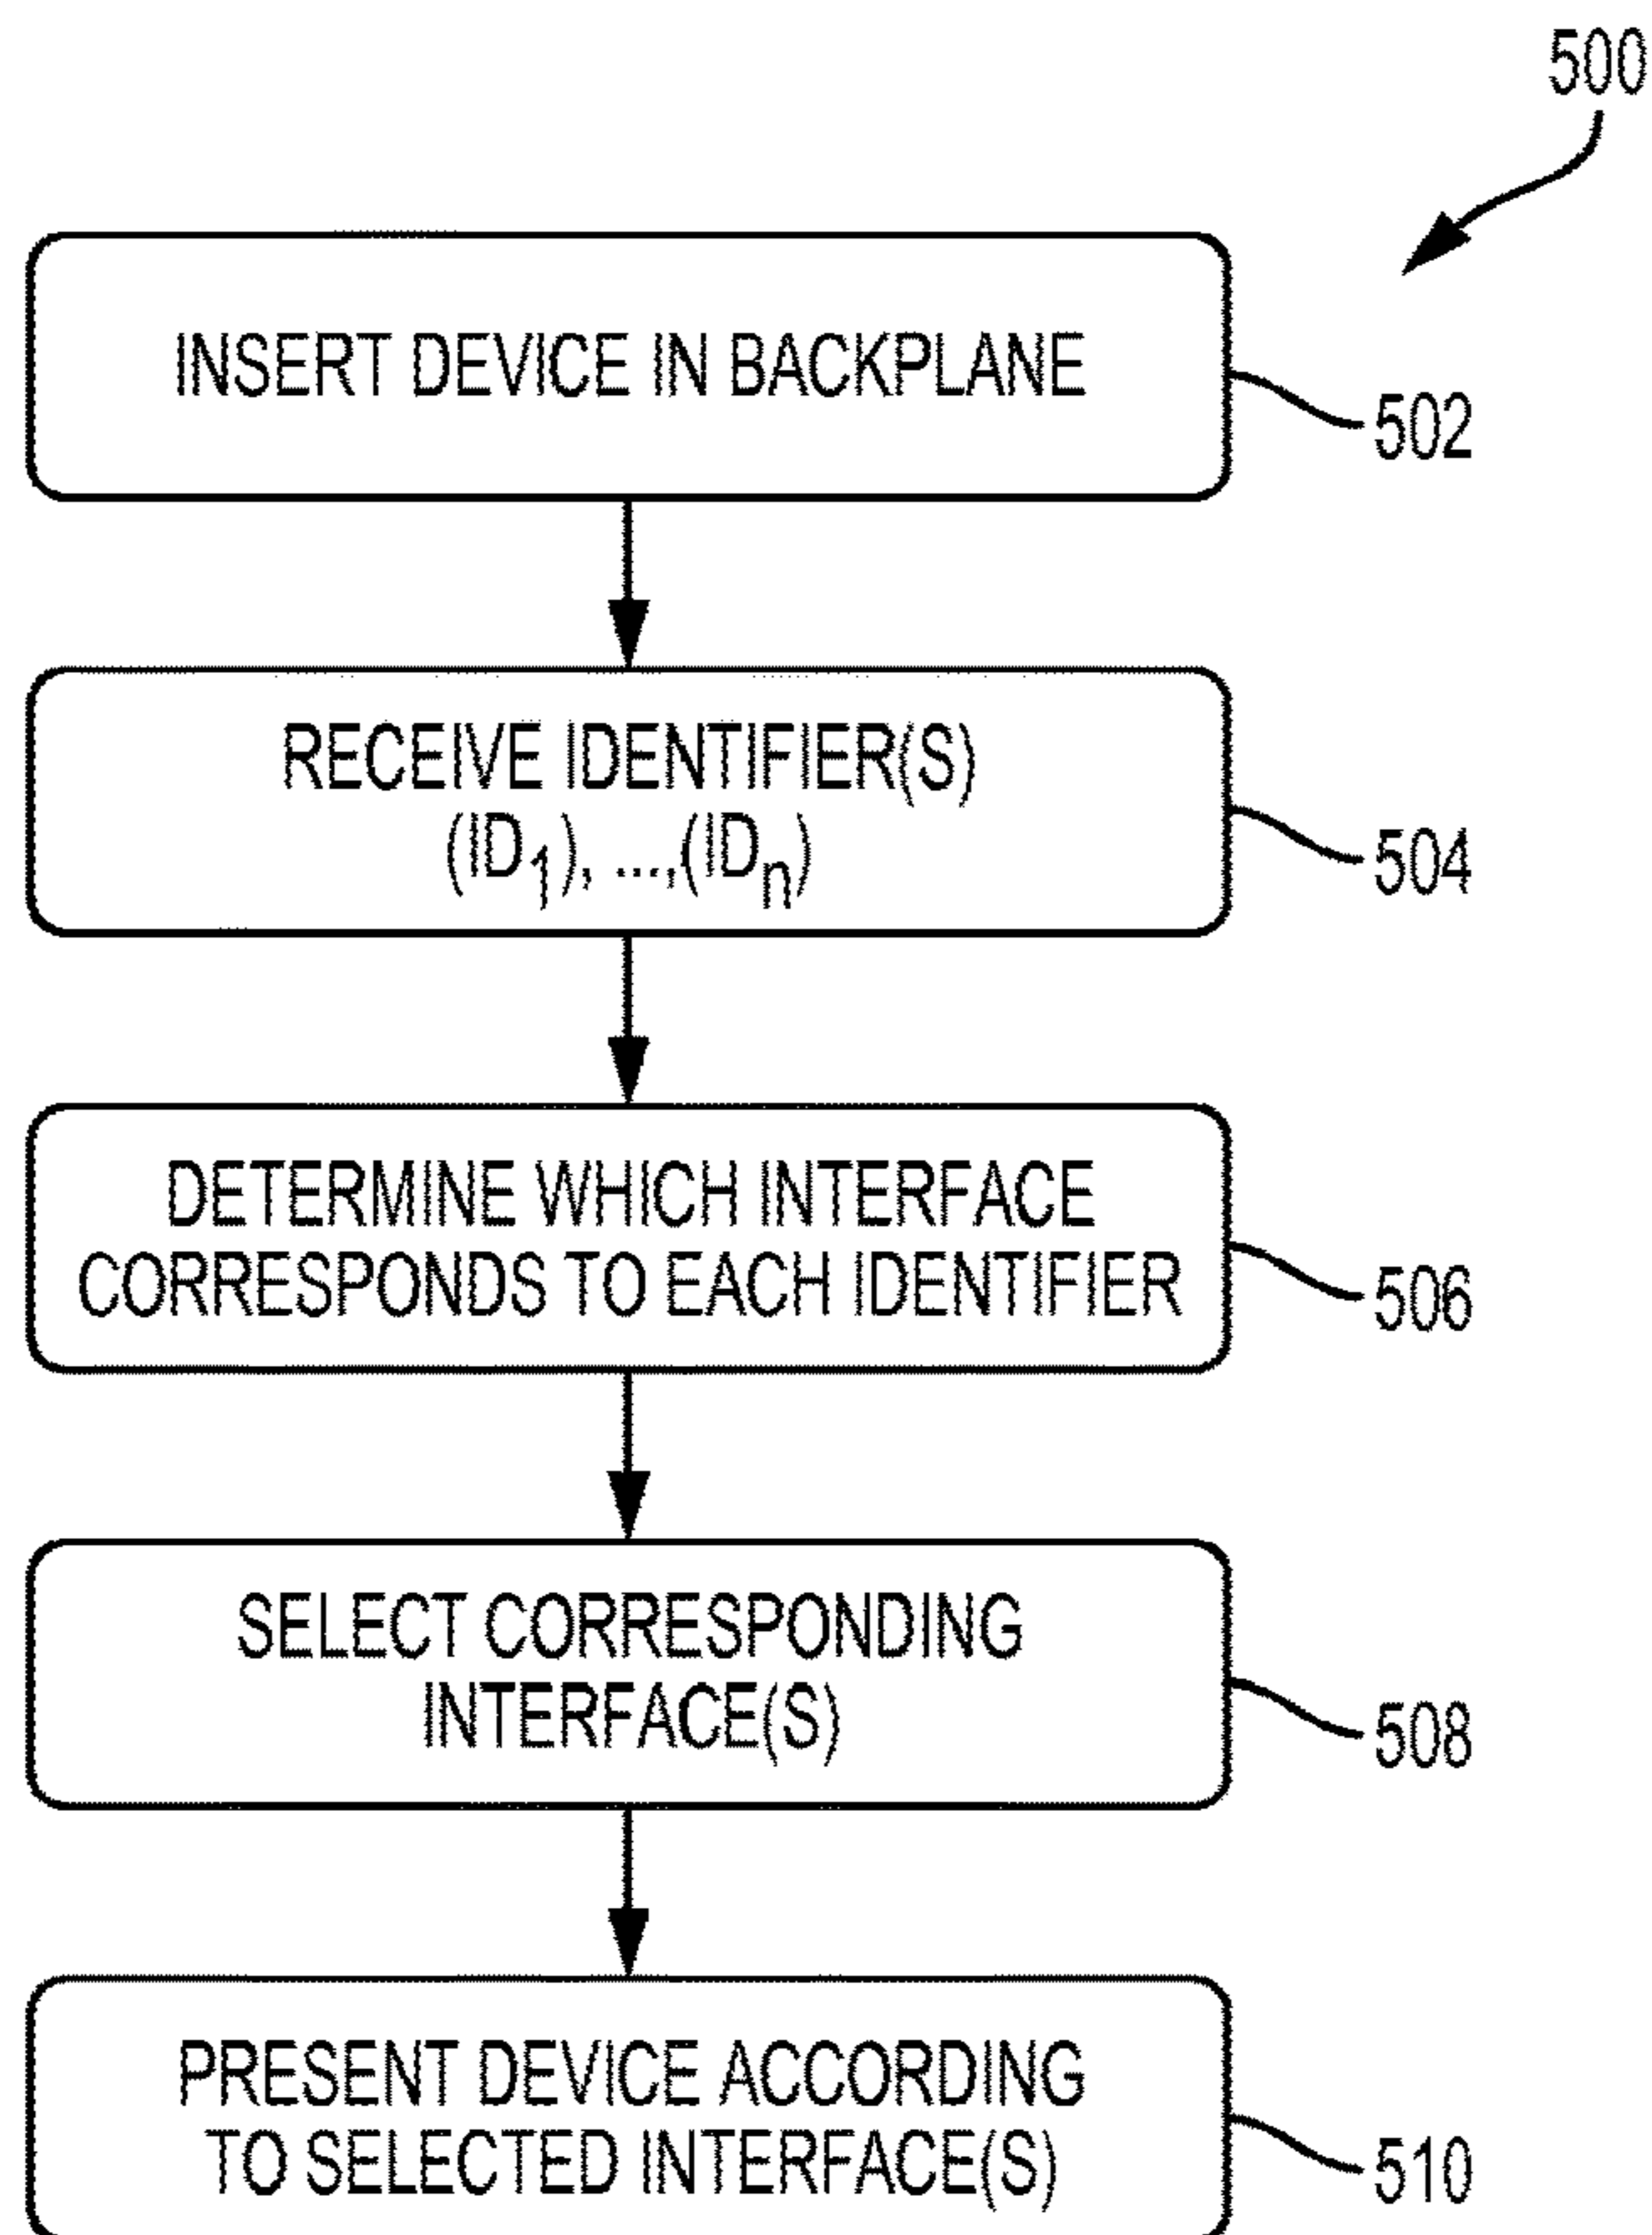 500
INSERT DEVICE IN BACKPLANE
502
RECEIVE IDENTIFIER(S)
(ID1), ...,(IDn)
504
DETERMINE WHICH INTERFACE
CORRESPONDS TO EACH IDENTIFIER
506
SELECT CORRESPONDING
INTERFACE(S)
508
PRESENT DEVICE ACCORDING
TO SELECTED INTERFACE(S)
510